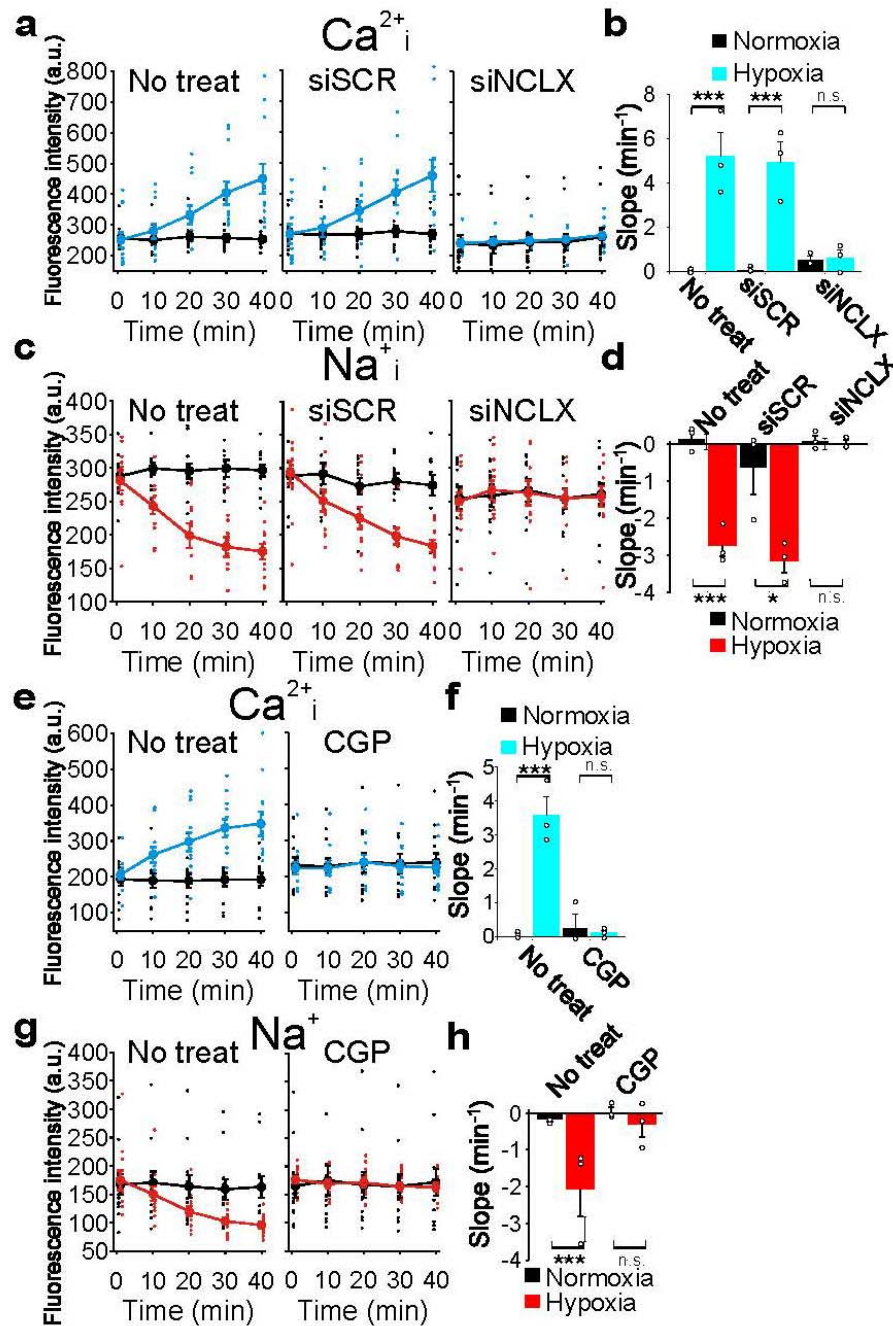 a
Ca2+i
b
Normoxia
Hypoxia
No treat
siSCR
siNCLX
Fluorescence intensity (a.u.)
800
700
600
500
400
300
200
0 10 20 30 40
0 10 20 30 40
0 10 20 30 40
Time (min)
Time (min)
Time (min)
Slope (min-1)
8
6
4
2
0
***
***
n.s.
No treat
siSCR
siNCLX
c
Na+i
d
No treat
siSCR
siNCLX
Fluorescence intensity (a.u.)
400
350
300
250
200
150
100
0 10 20 30 40
0 10 20 30 40
0 10 20 30 40
Time (min)
Time (min)
Time (min)
No treat
siSCR
siNCLX
Slope (min-1)
0
-1
-2
-3
-4
***
*
n.s.
Normoxia
Hypoxia
e
Ca2+i
f
Normoxia
Hypoxia
No treat
CGP
Fluorescence intensity (a.u.)
600
500
400
300
200
100
0 10 20 30 40
0 10 20 30 40
Time (min)
Time (min)
Slope (min-1)
5
4
3
2
1
0
***
n.s.
No treat
CGP
g
Na+
h
No treat
CGP
Fluorescence intensity (a.u.)
400
350
300
250
200
150
100
50
0 10 20 30 40
0 10 20 30 40
Time (min)
Time (min)
No treat
CGP
Slope (min-1)
0
-1
-2
-3
-4
***
n.s.
Normoxia
Hypoxia